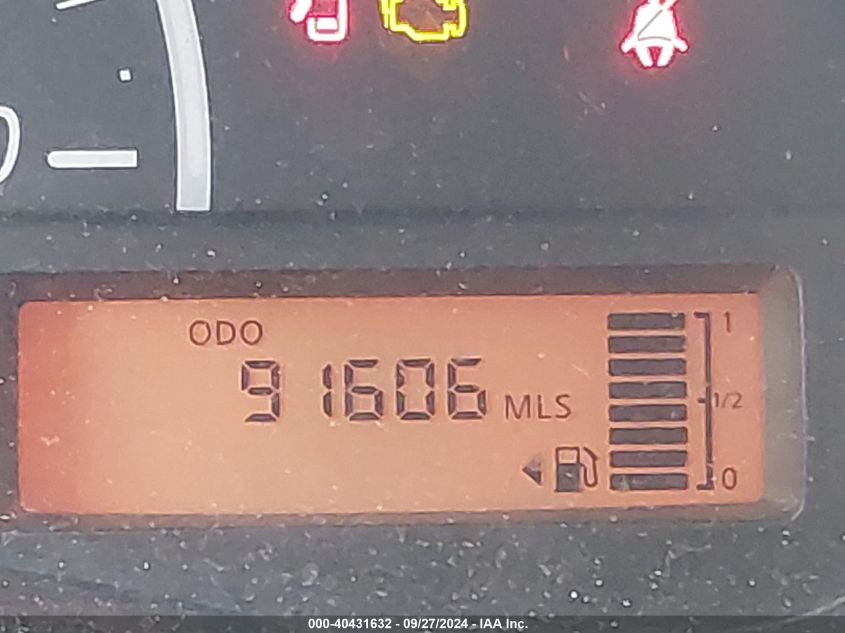 ODO
1
91606 MLS
1/2
0
000-40431632 - 09/27/2024 - IAA Inc.